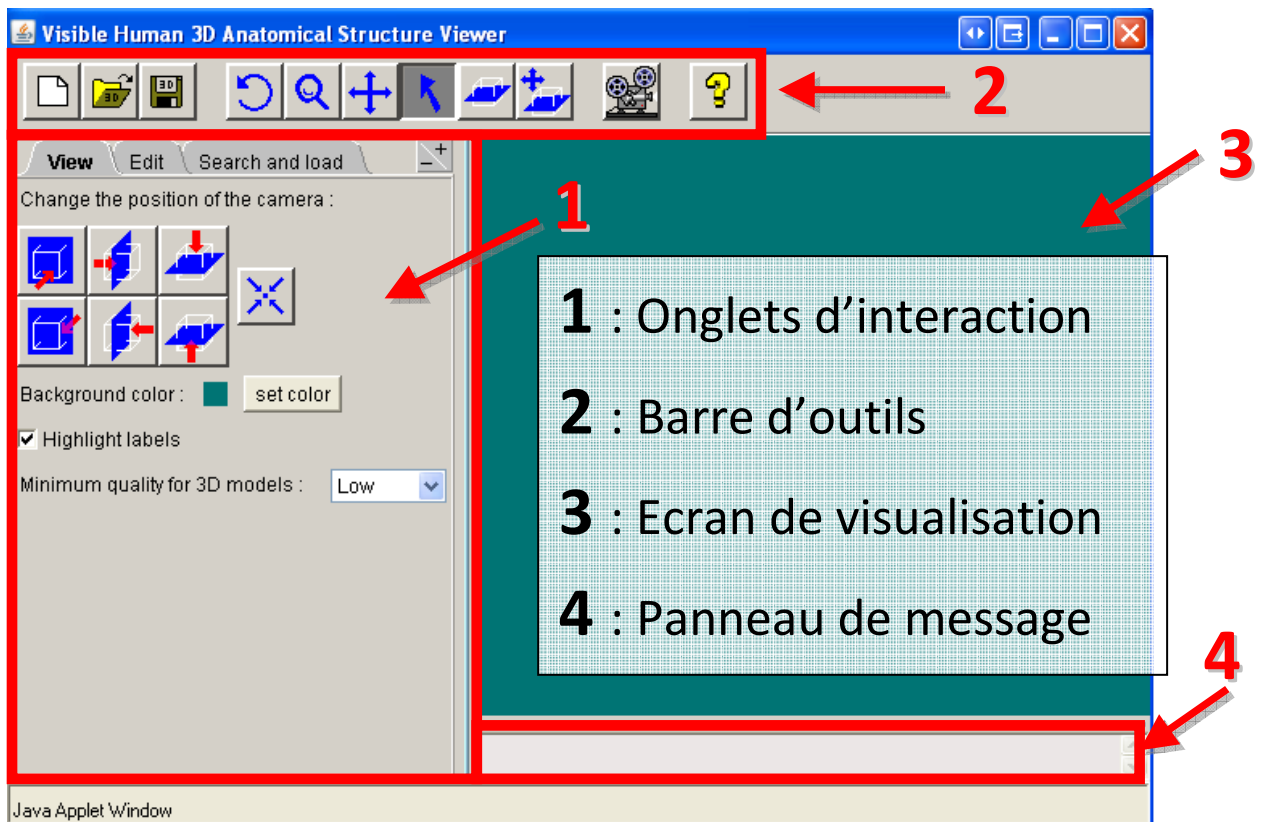 Visible Human 3D Anatomical Structure Viewer
3D
3D
2
View Edit Search and load
Change the position of the camera :
3
1
Background color : set color
Highlight labels
Minimum quality for 3D models : Low
1 : Onglets d’interaction
2 : Barre d’outils
3 : Ecran de visualisation
4 : Panneau de message
4
Java Applet Window